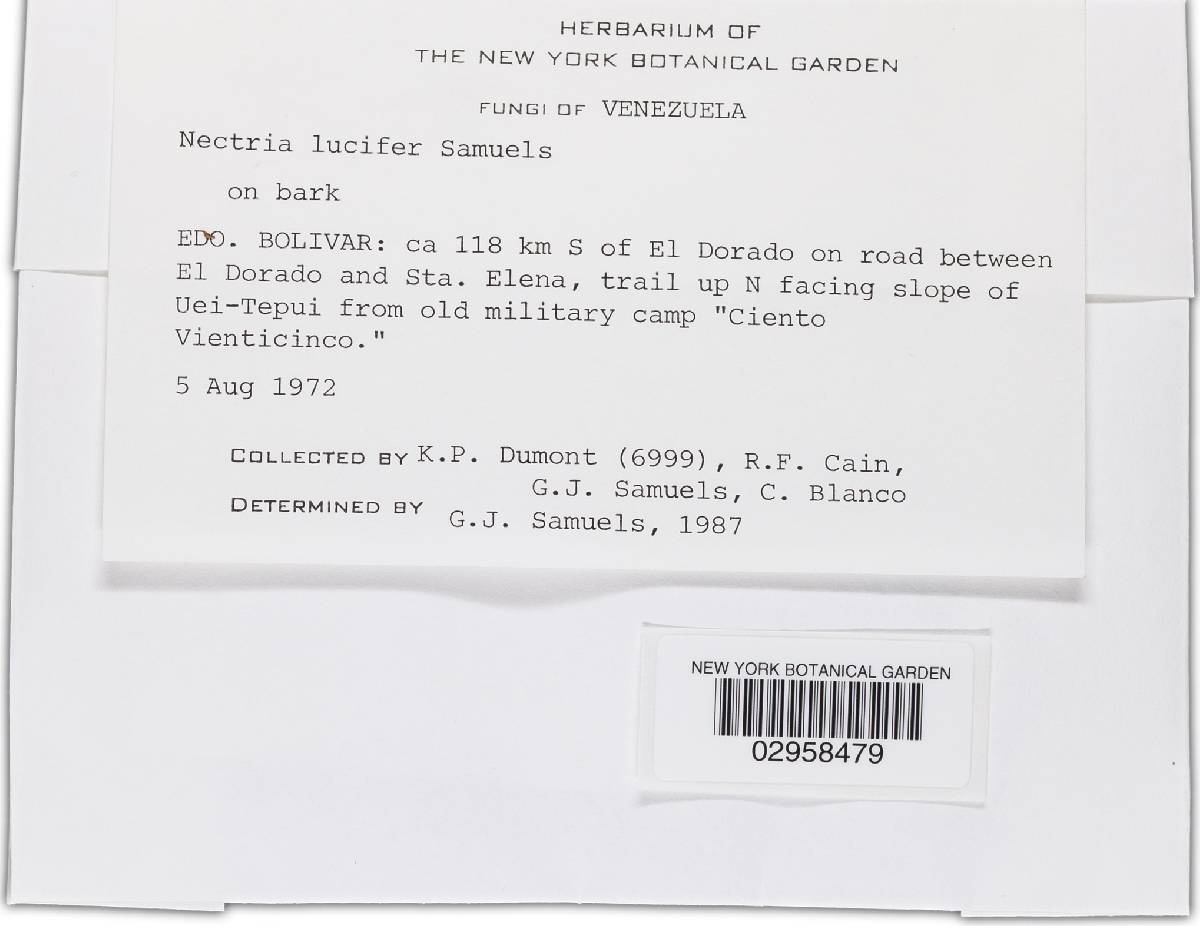 HERBARIUM OF
THE NEW YORK BOTANICAL GARDEN
FUNGI OF VENEZUELA
Nectria lucifer Samuels
on bark
EDO. BOLIVAR: ca 118 km S of El Dorado on road between
El Dorado and Sta. Elena, trail up N facing slope of
Uei-Tepui from old military camp "Ciento
Vienticinco."
5 Aug 1972
COLLECTED BY K.P. Dumont (6999), R.F. Cain,
G.J. Samuels, C. Blanco
DETERMINED BY G.J. Samuels, 1987
NEW YORK BOTANICAL GARDEN
02958479